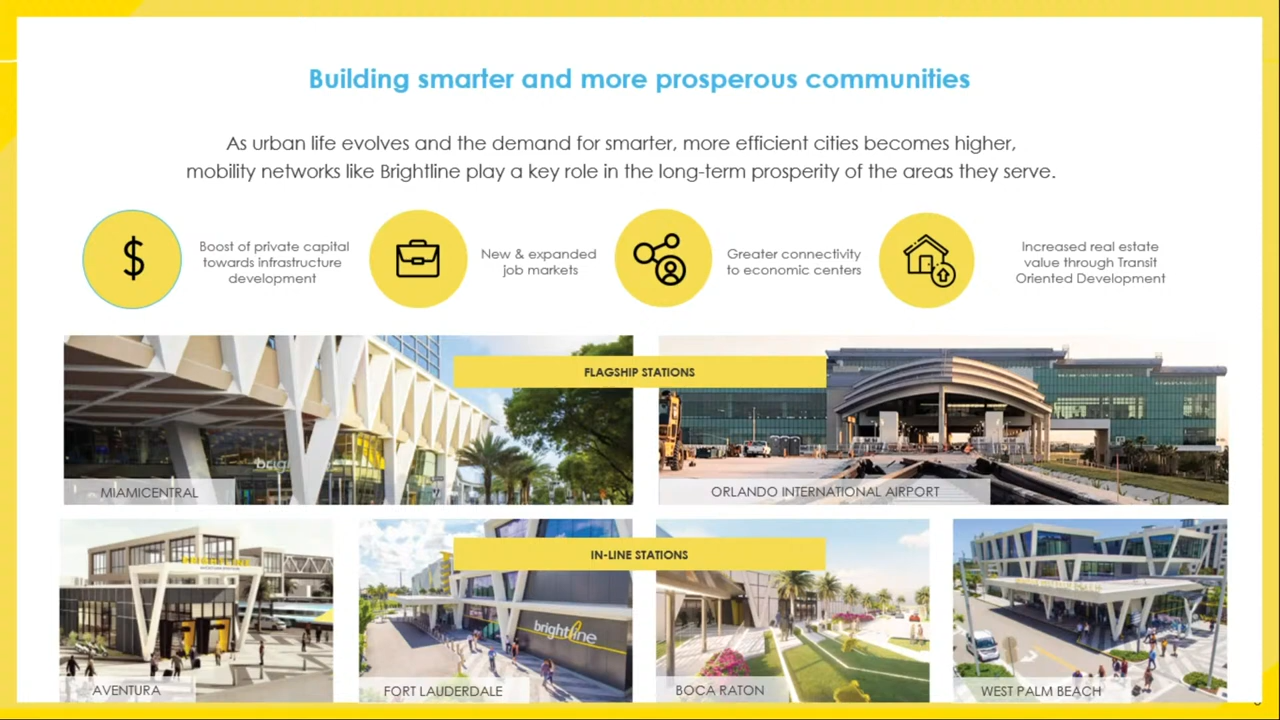 Building smarter and more prosperous communities
As urban life evolves and the demand for smarter, more efficient cities becomes higher,
mobility networks like Brightline play a key role in the long-term prosperity of the areas they serve.
$
Boost of private capital
towards infrastructure
development
New & expanded
job markets
Greater connectivity
to economic centers
Increased real estate
value through Transit
Oriented Development
FLAGSHIP STATIONS
brig
MIAMICENTRAL
ORLANDO INTERNATIONAL AIRPORT
IN-LINE STATIONS
BRIGHTLINE
brightline
AVENTURA
FORT LAUDERDALE
BOCA RATON
WEST PALM BEACH